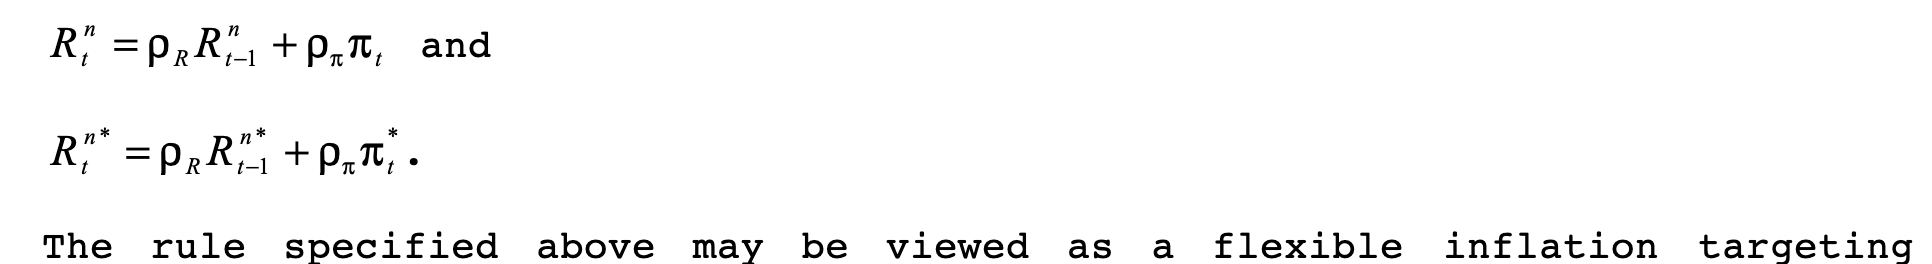 $R_t^n = \rho_R R_{t-1}^n + \rho_\pi \pi_t$ and
$R_t^{n*} = \rho_R R_{t-1}^{n*} + \rho_\pi \pi_t^*$.
The rule specified above may be viewed as a flexible inflation targeting